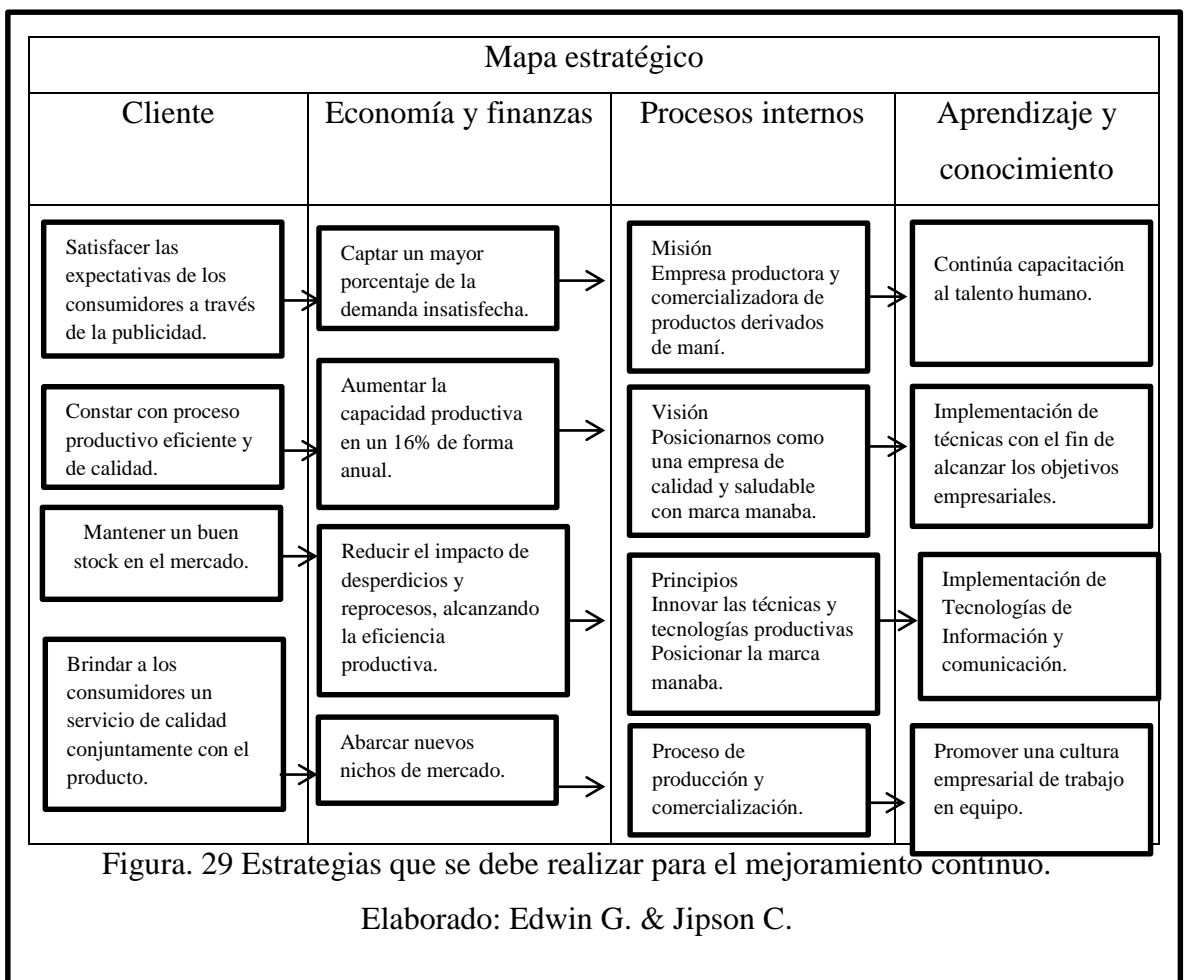 Mapa estratégico
Cliente
Economía y finanzas
Procesos internos
Aprendizaje y
conocimiento
Satisfacer las
expectativas de los
consumidores a través
de la publicidad.
Captar un mayor
porcentaje de la
demanda insatisfecha.
Misión
Empresa productora y
comercializadora de
productos derivados
de maní.
Continúa capacitación
al talento humano.
Constar con proceso
productivo eficiente y
de calidad.
Aumentar la
capacidad productiva
en un 16% de forma
anual.
Visión
Posicionarnos como
una empresa de
calidad y saludable
con marca manaba.
Implementación de
técnicas con el fin de
alcanzar los objetivos
empresariales.
Mantener un buen
stock en el mercado.
Reducir el impacto de
desperdicios y
reprocesos, alcanzando
la eficiencia
productiva.
Principios
Innovar las técnicas y
tecnologías productivas
Posicionar la marca
manaba.
Implementación de
Tecnologías de
Información y
comunicación.
Brindar a los
consumidores un
servicio de calidad
conjuntamente con el
producto.
Abarcar nuevos
nichos de mercado.
Proceso de
producción y
comercialización.
Promover una cultura
empresarial de trabajo
en equipo.
Figura. 29 Estrategias que se debe realizar para el mejoramiento continuo.
Elaborado: Edwin G. & Jipson C.